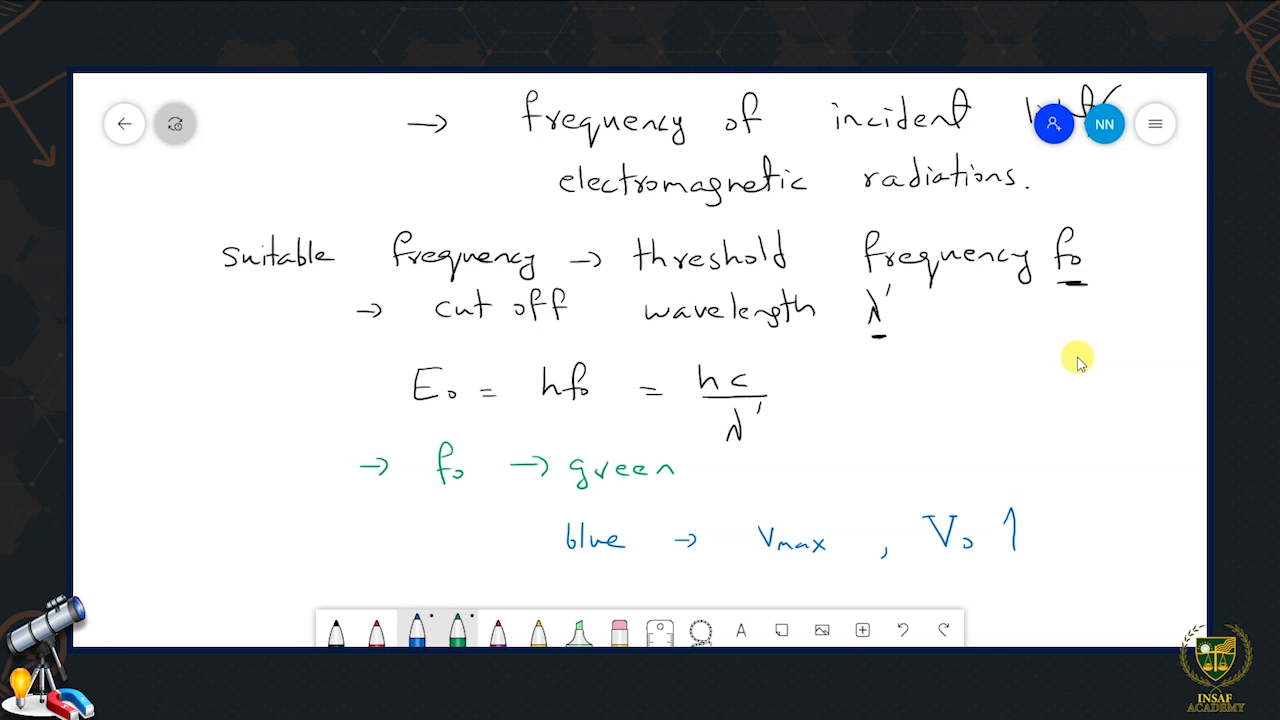 → frequency of incident
NN
electromagnetic radiations.
suitable frequency → threshold frequency f₀
→ cut off wavelength λ'
E₀ = hf₀ = hc/λ'
→ f₀ → green
blue → Vmax , V₀ ↑
A
INSAF
ACADEMY